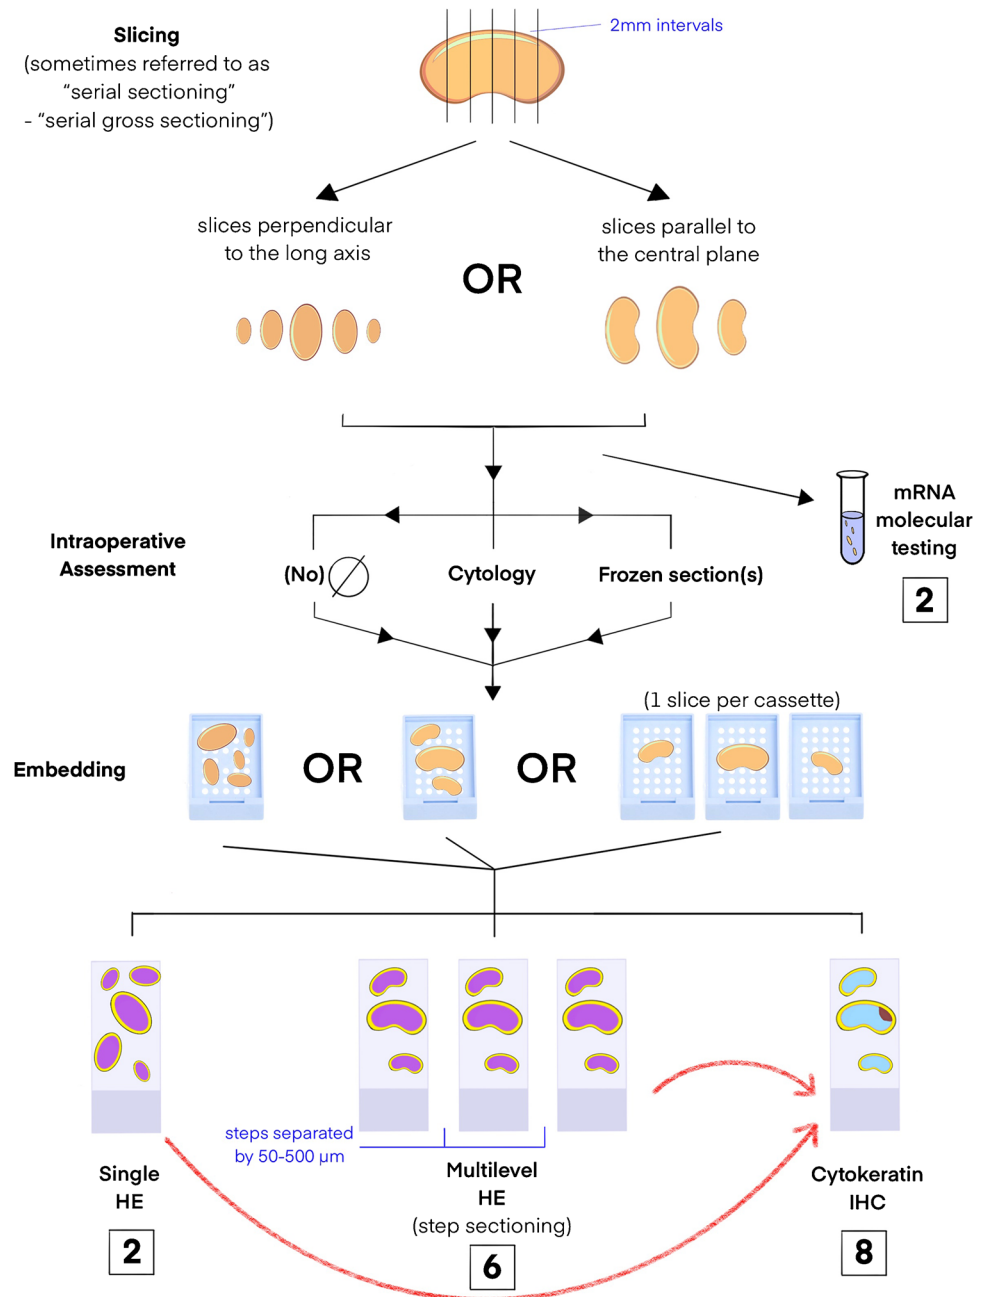 Slicing
(sometimes referred to as
“serial sectioning”
- “serial gross sectioning”)
2mm intervals
slices perpendicular
to the long axis
OR
slices parallel to
the central plane
mRNA
molecular
testing
2
Intraoperative
Assessment
(No)
Cytology
Frozen section(s)
(1 slice per cassette)
Embedding
OR
OR
steps separated
by 50-500 µm
Single
HE
2
Multilevel
HE
(step sectioning)
6
Cytokeratin
IHC
8